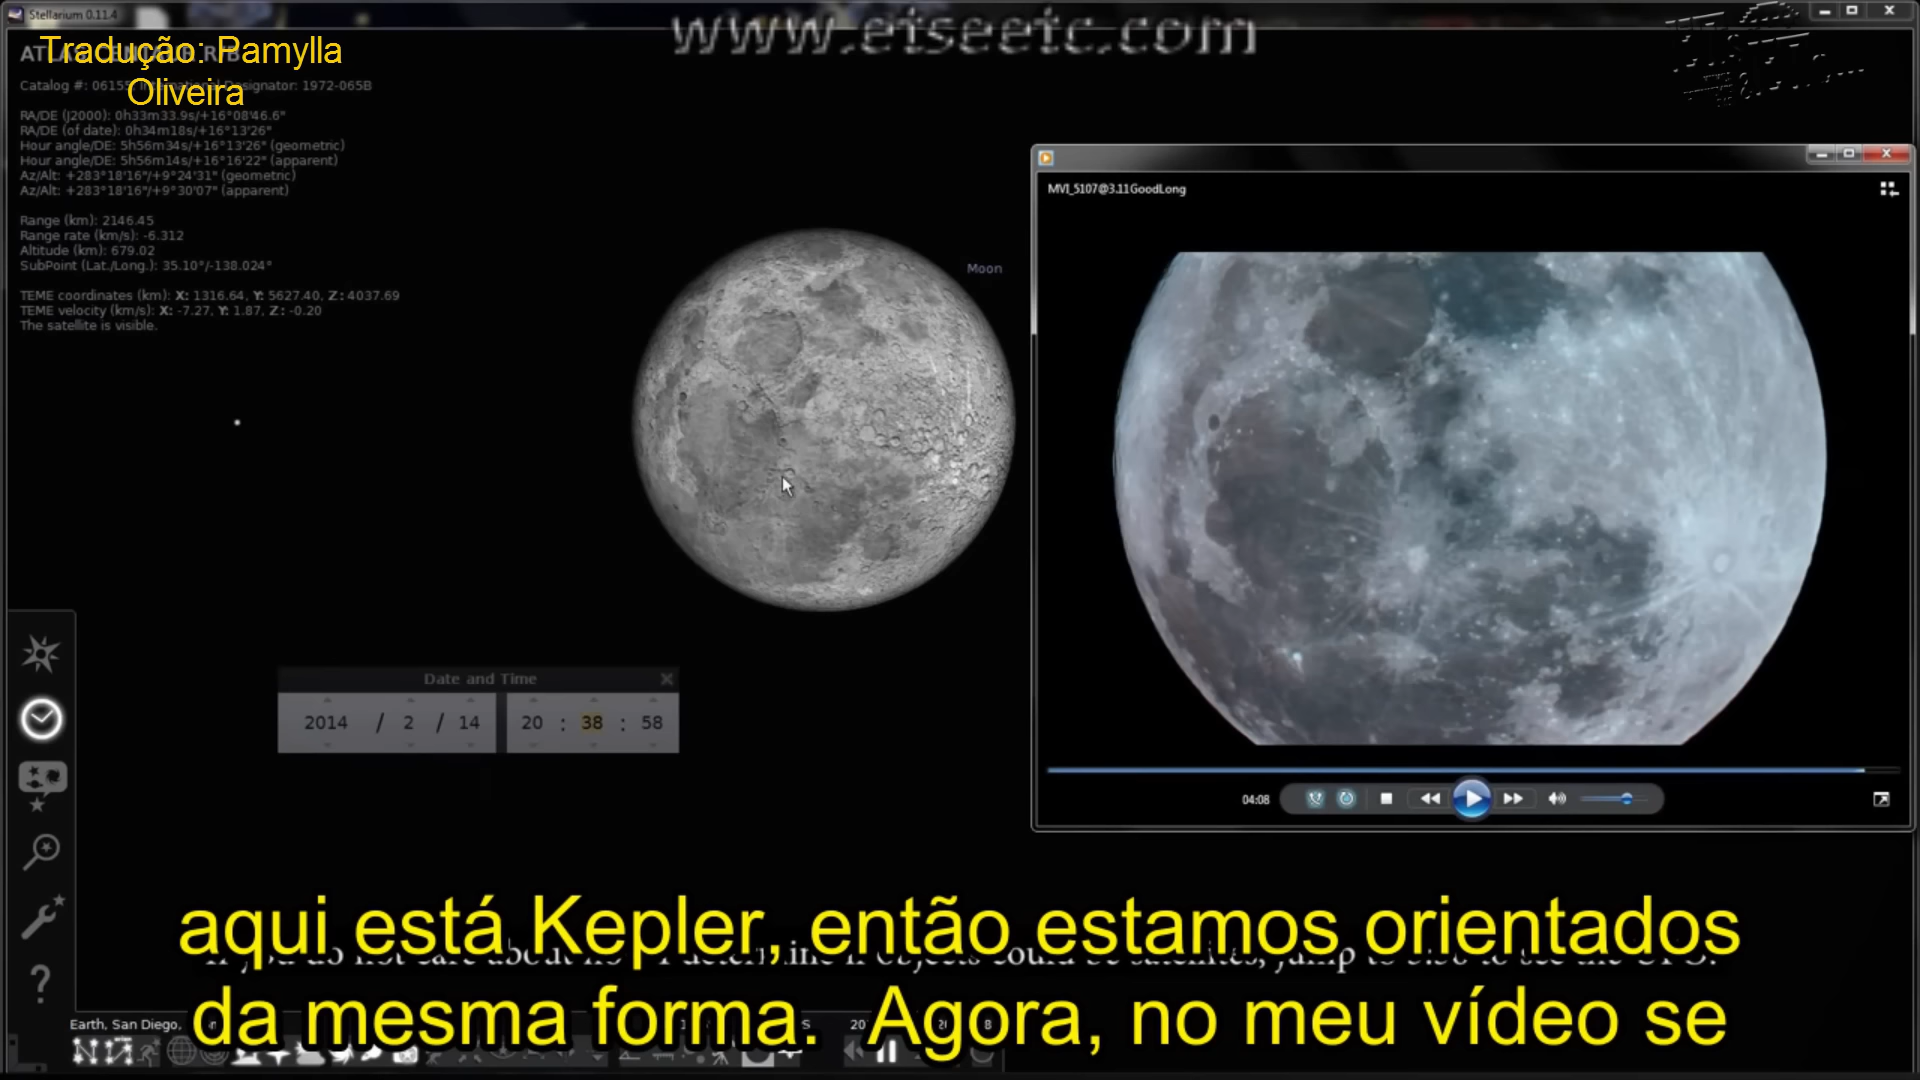 Stellarium 0.11.4
www.etseetc.com
Tradução: Pamylla
Oliveira
Catalog #: 06155, International Designator: 1972-065B
RA/DE (J2000): 0h33m33.9s/+16°08'46.6"
RA/DE (of date): 0h34m18s/+16°13'26"
Hour angle/DE: 5h56m34s/+16°13'26" (geometric)
Hour angle/DE: 5h56m14s/+16°16'22" (apparent)
Az/Alt: +283°18'16"/+9°24'31" (geometric)
Az/Alt: +283°18'16"/+9°30'07" (apparent)
Range (km): 2146.45
Range rate (km/s): -6.312
Altitude (km): 679.02
SubPoint (Lat./Long.): 35.10°/-138.024°
TEME coordinates (km): X: 1316.64, Y: 5627.40, Z: 4037.69
TEME velocity (km/s): X: -7.27, Y: 1.87, Z: -0.20
The satellite is visible.
Moon
MVI_5107@3.11GoodLong
Date and Time
2014 / 2 / 14 20 : 38 : 58
04:08
aqui está Kepler, então estamos orientados
da mesma forma. Agora, no meu vídeo se
Earth, San Diego,